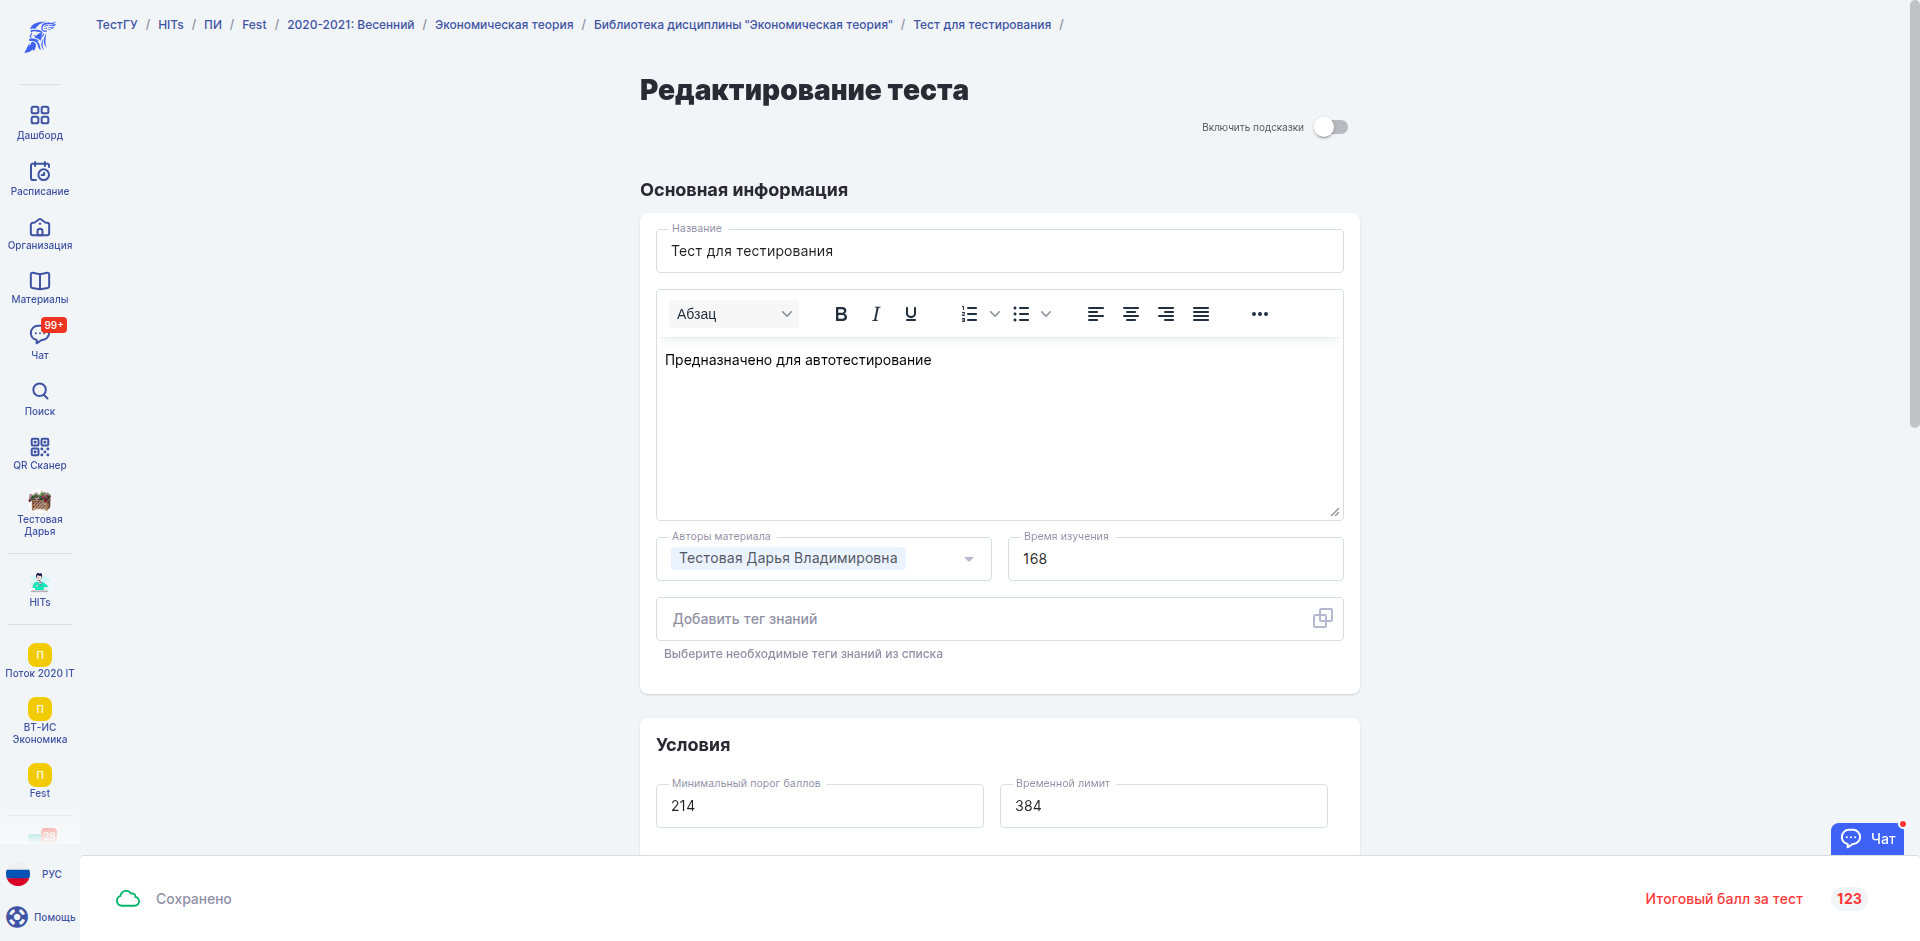 ТестГУ / HITs / ПИ / Fest / 2020-2021: Весенний / Экономическая теория / Библиотека дисциплины "Экономическая теория" / Тест для тестирования /
Дашборд
Расписание
Организация
Материалы
99+
Чат
Поиск
QR Сканер
Тестовая
Дарья
HITs
П
Поток 2020 IT
П
ВТ-ИС
Экономика
П
Fest
28
РУС
Помощь
Редактирование теста
Включить подсказки
Основная информация
Название
Тест для тестирования
Абзац
Предназначено для автотестирование
Авторы материала
Тестовая Дарья Владимировна
Время изучения
168
Добавить тег знаний
Выберите необходимые теги знаний из списка
Условия
Минимальный порог баллов
214
Временной лимит
384
Чат
Сохранено
Итоговый балл за тест 123